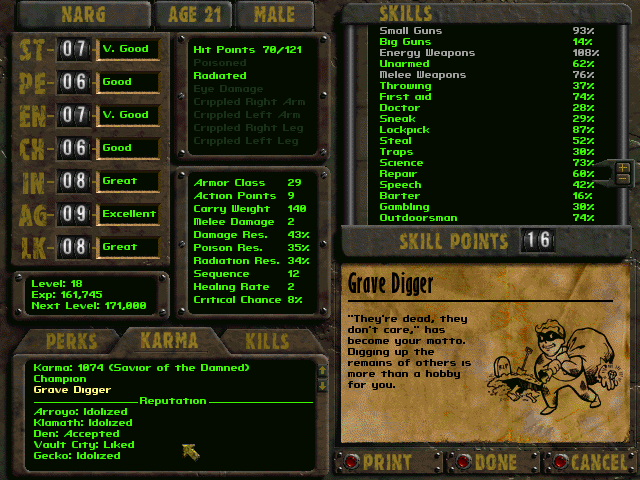 NARG
AGE 21
MALE
ST 07 V. Good
PE 06 Good
EN 07 V. Good
CH 06 Good
IN 08 Great
AG 09 Excellent
LK 08 Great
Hit Points 70/121
Poisoned
Radiated
Eye Damage
Crippled Right Arm
Crippled Left Arm
Crippled Right Leg
Crippled Left Leg
Armor Class 29
Action Points 9
Carry Weight 140
Melee Damage 2
Damage Res. 43%
Poison Res. 35%
Radiation Res. 34%
Sequence 12
Healing Rate 2
Critical Chance 8%
Level: 18
Exp: 161,745
Next Level: 171,000
PERKS
KARMA
KILLS
Karma: 1074 (Savior of the Damned)
Champion
Grave Digger
Reputation
Arroyo: Idolized
Klamath: Idolized
Den: Accepted
Vault City: Liked
Gecko: Idolized
SKILLS
Small Guns 93%
Big Guns 14%
Energy Weapons 108%
Unarmed 62%
Melee Weapons 76%
Throwing 37%
First aid 74%
Doctor 28%
Sneak 29%
Lockpick 87%
Steal 52%
Traps 30%
Science 73%
Repair 60%
Speech 42%
Barter 16%
Gambling 30%
Outdoorsman 74%
SKILL POINTS 16
Grave Digger
"They're dead, they
don't care," has
become your motto.
Digging up the
remains of others is
more than a hobby
for you.
RIP
PRINT
DONE
CANCEL